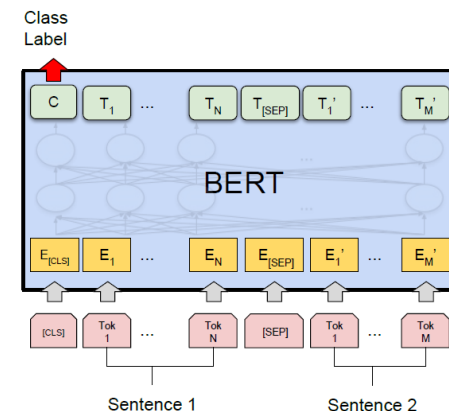 Class
Label
C T1 ... TN T[SEP] T1' ... TM'
...
BERT
...
E[CLS] E1 ... EN E[SEP] E1' ... EM'
[CLS] Tok 1 ... Tok N [SEP] Tok 1 ... Tok M
Sentence 1 Sentence 2